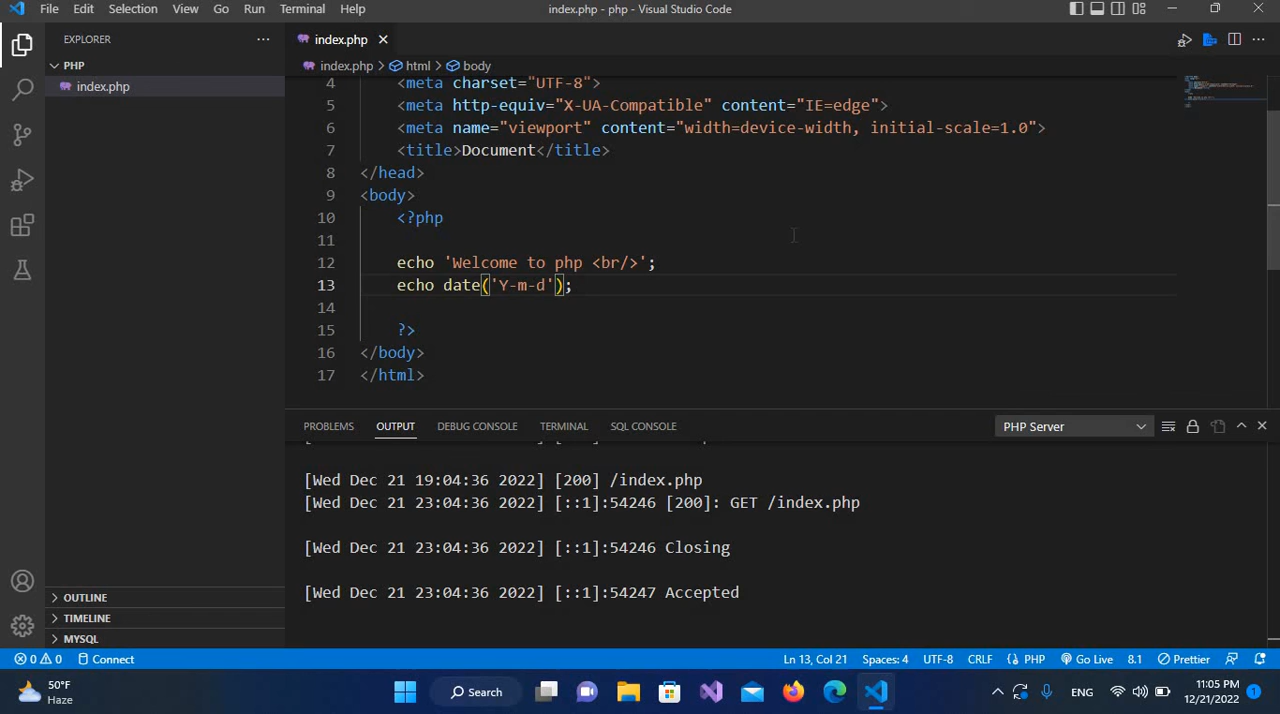 File Edit Selection View Go Run Terminal Help index.php - php - Visual Studio Code
EXPLORER
index.php
PHP
index.php
index.php > html > body
4 <meta charset="UTF-8">
5 <meta http-equiv="X-UA-Compatible" content="IE=edge">
6 <meta name="viewport" content="width=device-width, initial-scale=1.0">
7 <title>Document</title>
8 </head>
9 <body>
10 <?php
11
12 echo 'Welcome to php <br/>';
13 echo date('Y-m-d');
14
15 ?>
16 </body>
17 </html>
PROBLEMS OUTPUT DEBUG CONSOLE TERMINAL SQL CONSOLE PHP Server
[Wed Dec 21 19:04:36 2022] [200] /index.php
[Wed Dec 21 23:04:36 2022] [::1]:54246 [200]: GET /index.php
[Wed Dec 21 23:04:36 2022] [::1]:54246 Closing
[Wed Dec 21 23:04:36 2022] [::1]:54247 Accepted
OUTLINE
TIMELINE
MYSQL
0 0 Connect Ln 13, Col 21 Spaces: 4 UTF-8 CRLF PHP Go Live 8.1 Prettier
50°F
Haze
Search
ENG
11:05 PM
12/21/2022
1